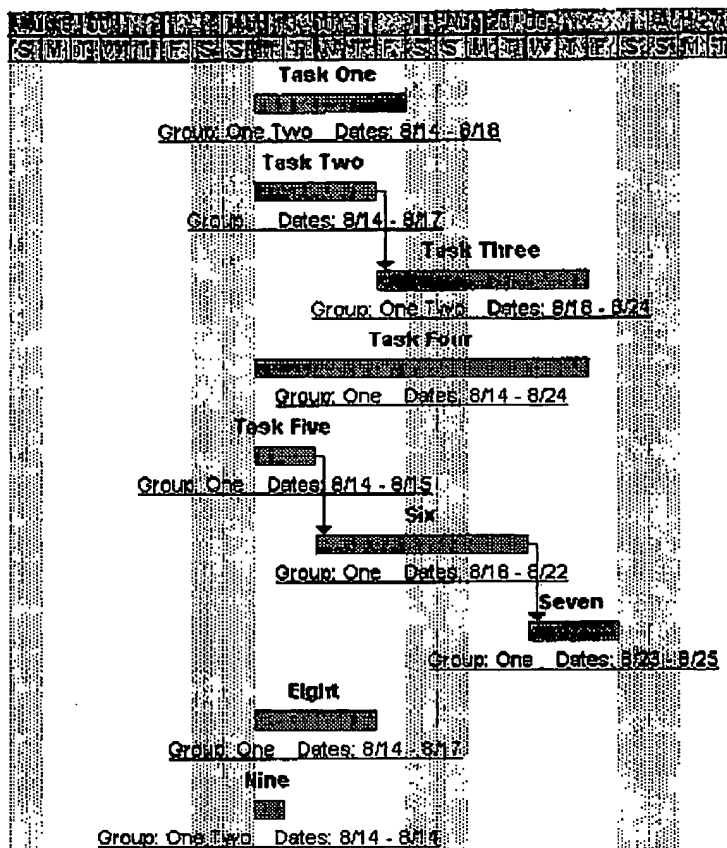 S M T W T F S S M T W T F S S M T W T F S S M T
Task One
Group: One Two Dates: 8/14 - 8/18
Task Two
Group: Dates: 8/14 - 8/17
Task Three
Group: One Two Dates: 8/18 - 8/24
Task Four
Group: One Dates: 8/14 - 8/24
Task Five
Group: One Dates: 8/14 - 8/15
Six
Group: One Dates: 8/16 - 8/22
Seven
Group: One Dates: 8/23 - 8/25
Eight
Group: One Dates: 8/14 - 8/17
Nine
Group: One Two Dates: 8/14 - 8/14